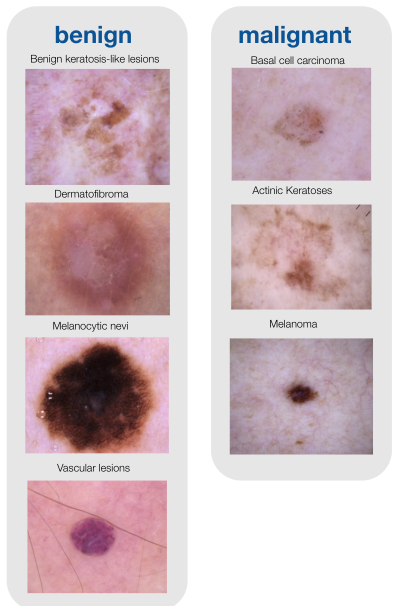 benign
Benign keratosis-like lesions
Dermatofibroma
Melanocytic nevi
Vascular lesions
malignant
Basal cell carcinoma
Actinic Keratoses
Melanoma